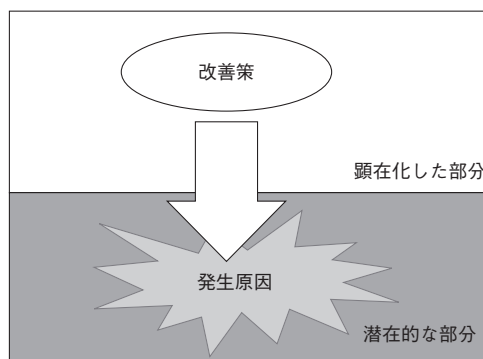 改善策
顕在化した部分
発生原因
潜在的な部分